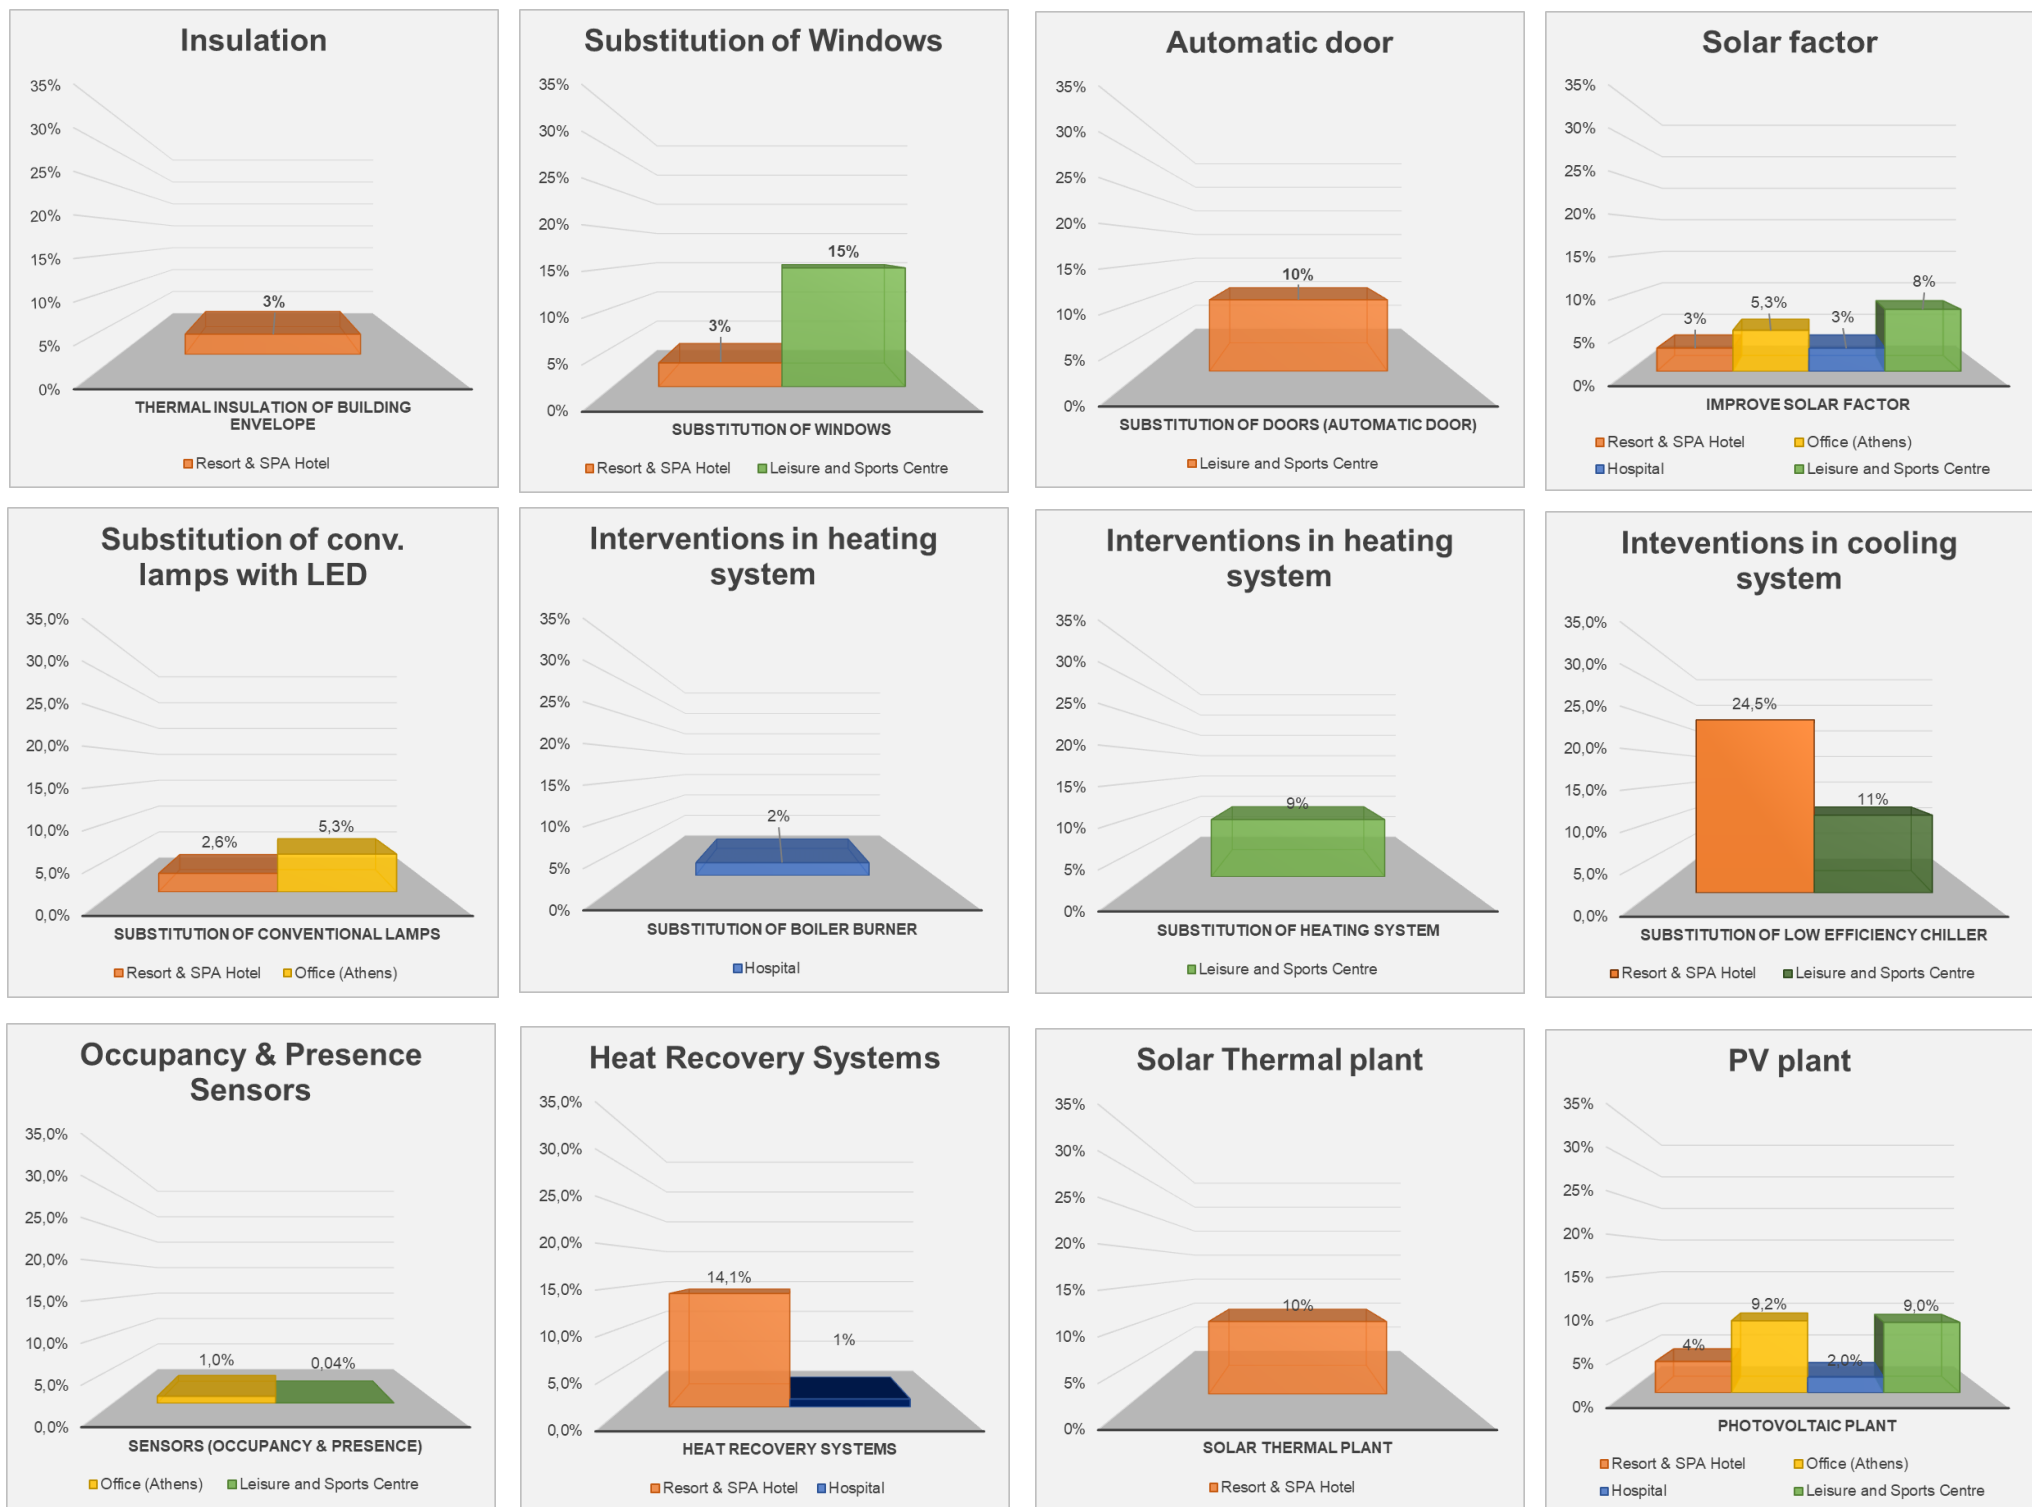 Insulation
35%
30%
25%
20%
15%
10%
5%
0%
3%
THERMAL INSULATION OF BUILDING
ENVELOPE
Resort & SPA Hotel
Substitution of Windows
35%
30%
25%
20%
15%
10%
5%
0%
3%
15%
SUBSTITUTION OF WINDOWS
Resort & SPA Hotel Leisure and Sports Centre
Automatic door
35%
30%
25%
20%
15%
10%
5%
0%
10%
SUBSTITUTION OF DOORS (AUTOMATIC DOOR)
Leisure and Sports Centre
Solar factor
35%
30%
25%
20%
15%
10%
5%
0%
3%
5,3%
3%
8%
IMPROVE SOLAR FACTOR
Resort & SPA Hotel Office (Athens)
Hospital Leisure and Sports Centre
Substitution of conv.
lamps with LED
35,0%
30,0%
25,0%
20,0%
15,0%
10,0%
5,0%
0,0%
2,6%
5,3%
SUBSTITUTION OF CONVENTIONAL LAMPS
Resort & SPA Hotel Office (Athens)
Interventions in heating
system
35%
30%
25%
20%
15%
10%
5%
0%
2%
SUBSTITUTION OF BOILER BURNER
Hospital
Interventions in heating
system
35%
30%
25%
20%
15%
10%
5%
0%
9%
SUBSTITUTION OF HEATING SYSTEM
Leisure and Sports Centre
Inteventions in cooling
system
35,0%
30,0%
25,0%
20,0%
15,0%
10,0%
5,0%
0,0%
24,5%
11%
SUBSTITUTION OF LOW EFFICIENCY CHILLER
Resort & SPA Hotel Leisure and Sports Centre
Occupancy & Presence
Sensors
35,0%
30,0%
25,0%
20,0%
15,0%
10,0%
5,0%
0,0%
1,0%
0,04%
SENSORS (OCCUPANCY & PRESENCE)
Office (Athens) Leisure and Sports Centre
Heat Recovery Systems
35,0%
30,0%
25,0%
20,0%
15,0%
10,0%
5,0%
0,0%
14,1%
1%
HEAT RECOVERY SYSTEMS
Resort & SPA Hotel Hospital
Solar Thermal plant
35%
30%
25%
20%
15%
10%
5%
0%
10%
SOLAR THERMAL PLANT
Resort & SPA Hotel
PV plant
35%
30%
25%
20%
15%
10%
5%
0%
4%
9,2%
2,0%
9,0%
PHOTOVOLTAIC PLANT
Resort & SPA Hotel Office (Athens)
Hospital Leisure and Sports Centre